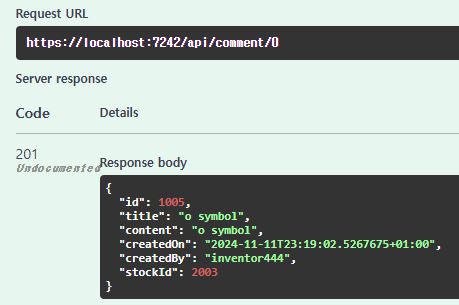 Request URL
https://localhost:7242/api/comment/O
Server response
Code Details
201
Undocumented
Response body
{
"id": 1005,
"title": "o symbol",
"content": "o symbol",
"createdOn": "2024-11-11T23:19:02.5267675+01:00",
"createdBy": "inventor444",
"stockId": 2003
}